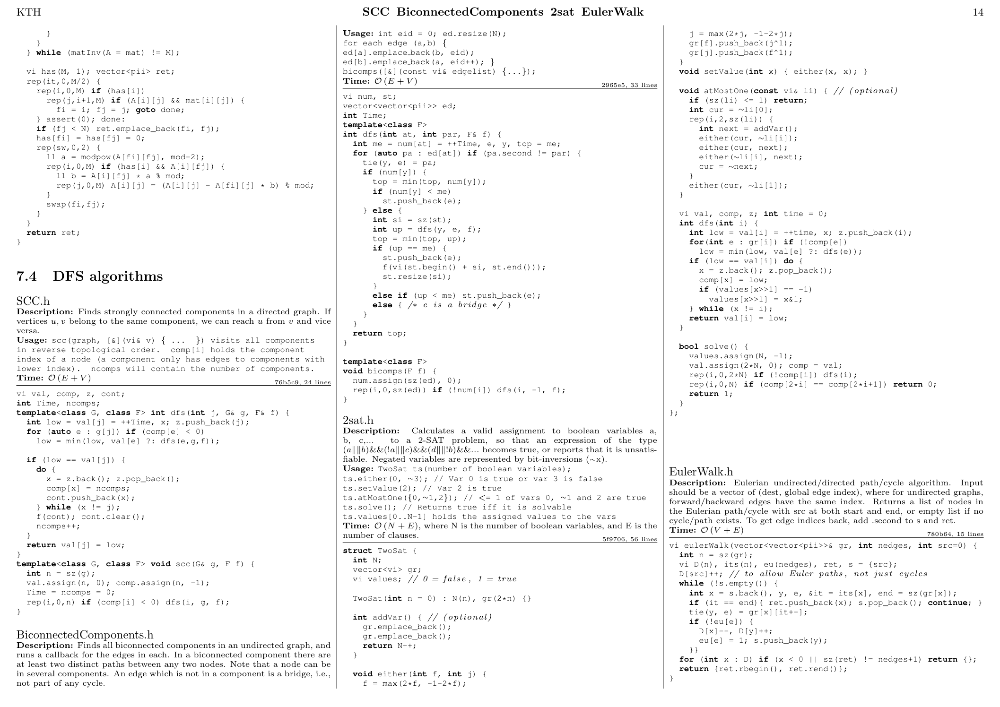 KTH
SCC BiconnectedComponents 2sat EulerWalk
14
      }
    }
  } while (matInv(A = mat) != M);

  vi has(M, 1); vector<pii> ret;
  rep(it,0,M/2) {
    rep(i,0,M) if (has[i])
      rep(j,i+1,M) if (A[i][j] && mat[i][j]) {
        fi = i; fj = j; goto done;
    } assert(0); done:
    if (fj < N) ret.emplace_back(fi, fj);
    has[fi] = has[fj] = 0;
    rep(sw,0,2) {
      ll a = modpow(A[fi][fj], mod-2);
      rep(i,0,M) if (has[i] && A[i][fj]) {
        ll b = A[i][fj] * a % mod;
        rep(j,0,M) A[i][j] = (A[i][j] - A[fi][j] * b) % mod;
      }
      swap(fi,fj);
    }
  }
  return ret;
}

7.4 DFS algorithms
SCC.h
Description: Finds strongly connected components in a directed graph. If
vertices u, v belong to the same component, we can reach u from v and vice
versa.
Usage: scc(graph, [&](vi& v) { ... }) visits all components
in reverse topological order. comp[i] holds the component
index of a node (a component only has edges to components with
lower index). ncomps will contain the number of components.
Time: O (E + V)
76b5c9, 24 lines
vi val, comp, z, cont;
int Time, ncomps;
template<class G, class F> int dfs(int j, G& g, F& f) {
  int low = val[j] = ++Time, x; z.push_back(j);
  for (auto e : g[j]) if (comp[e] < 0)
    low = min(low, val[e] ?: dfs(e,g,f));

  if (low == val[j]) {
    do {
      x = z.back(); z.pop_back();
      comp[x] = ncomps;
      cont.push_back(x);
    } while (x != j);
    f(cont); cont.clear();
    ncomps++;
  }
  return val[j] = low;
}
template<class G, class F> void scc(G& g, F f) {
  int n = sz(g);
  val.assign(n, 0); comp.assign(n, -1);
  Time = ncomps = 0;
  rep(i,0,n) if (comp[i] < 0) dfs(i, g, f);
}

BiconnectedComponents.h
Description: Finds all biconnected components in an undirected graph, and
runs a callback for the edges in each. In a biconnected component there are
at least two distinct paths between any two nodes. Note that a node can be
in several components. An edge which is not in a component is a bridge, i.e.,
not part of any cycle.
Usage: int eid = 0; ed.resize(N);
for each edge (a,b) {
ed[a].emplace_back(b, eid);
ed[b].emplace_back(a, eid++); }
bicomps([&](const vi& edgelist) {...});
Time: O (E + V)
2965e5, 33 lines
vi num, st;
vector<vector<pii>> ed;
int Time;
template<class F>
int dfs(int at, int par, F& f) {
  int me = num[at] = ++Time, e, y, top = me;
  for (auto pa : ed[at]) if (pa.second != par) {
    tie(y, e) = pa;
    if (num[y]) {
      top = min(top, num[y]);
      if (num[y] < me)
        st.push_back(e);
    } else {
      int si = sz(st);
      int up = dfs(y, e, f);
      top = min(top, up);
      if (up == me) {
        st.push_back(e);
        f(vi(st.begin() + si, st.end()));
        st.resize(si);
      }
      else if (up < me) st.push_back(e);
      else { /* e is a bridge */ }
    }
  }
  return top;
}

template<class F>
void bicomps(F f) {
  num.assign(sz(ed), 0);
  rep(i,0,sz(ed)) if (!num[i]) dfs(i, -1, f);
}

2sat.h
Description: Calculates a valid assignment to boolean variables a,
b, c,... to a 2-SAT problem, so that an expression of the type
(a‖‖b)&&(!a‖‖c)&&(d‖‖!b)&&... becomes true, or reports that it is unsatis-
fiable. Negated variables are represented by bit-inversions (~x).
Usage: TwoSat ts(number of boolean variables);
ts.either(0, ~3); // Var 0 is true or var 3 is false
ts.setValue(2); // Var 2 is true
ts.atMostOne({0,~1,2}); // <= 1 of vars 0, ~1 and 2 are true
ts.solve(); // Returns true iff it is solvable
ts.values[0..N-1] holds the assigned values to the vars
Time: O (N + E), where N is the number of boolean variables, and E is the
number of clauses.
5f9706, 56 lines
struct TwoSat {
  int N;
  vector<vi> gr;
  vi values; // 0 = false, 1 = true

  TwoSat(int n = 0) : N(n), gr(2*n) {}

  int addVar() { // (optional)
    gr.emplace_back();
    gr.emplace_back();
    return N++;
  }

  void either(int f, int j) {
    f = max(2*f, -1-2*f);
    j = max(2*j, -1-2*j);
    gr[f].push_back(j^1);
    gr[j].push_back(f^1);
  }
  void setValue(int x) { either(x, x); }

  void atMostOne(const vi& li) { // (optional)
    if (sz(li) <= 1) return;
    int cur = ~li[0];
    rep(i,2,sz(li)) {
      int next = addVar();
      either(cur, ~li[i]);
      either(cur, next);
      either(~li[i], next);
      cur = ~next;
    }
    either(cur, ~li[1]);
  }

  vi val, comp, z; int time = 0;
  int dfs(int i) {
    int low = val[i] = ++time, x; z.push_back(i);
    for(int e : gr[i]) if (!comp[e])
      low = min(low, val[e] ?: dfs(e));
    if (low == val[i]) do {
      x = z.back(); z.pop_back();
      comp[x] = low;
      if (values[x>>1] == -1)
        values[x>>1] = x&1;
    } while (x != i);
    return val[i] = low;
  }

  bool solve() {
    values.assign(N, -1);
    val.assign(2*N, 0); comp = val;
    rep(i,0,2*N) if (!comp[i]) dfs(i);
    rep(i,0,N) if (comp[2*i] == comp[2*i+1]) return 0;
    return 1;
  }
};

EulerWalk.h
Description: Eulerian undirected/directed path/cycle algorithm. Input
should be a vector of (dest, global edge index), where for undirected graphs,
forward/backward edges have the same index. Returns a list of nodes in
the Eulerian path/cycle with src at both start and end, or empty list if no
cycle/path exists. To get edge indices back, add .second to s and ret.
Time: O (V + E)
780b64, 15 lines
vi eulerWalk(vector<vector<pii>>& gr, int nedges, int src=0) {
  int n = sz(gr);
  vi D(n), its(n), eu(nedges), ret, s = {src};
  D[src]++; // to allow Euler paths, not just cycles
  while (!s.empty()) {
    int x = s.back(), y, e, &it = its[x], end = sz(gr[x]);
    if (it == end){ ret.push_back(x); s.pop_back(); continue; }
    tie(y, e) = gr[x][it++];
    if (!eu[e]) {
      D[x]--, D[y]++;
      eu[e] = 1; s.push_back(y);
    }}
  for (int x : D) if (x < 0 || sz(ret) != nedges+1) return {};
  return {ret.rbegin(), ret.rend()};
}